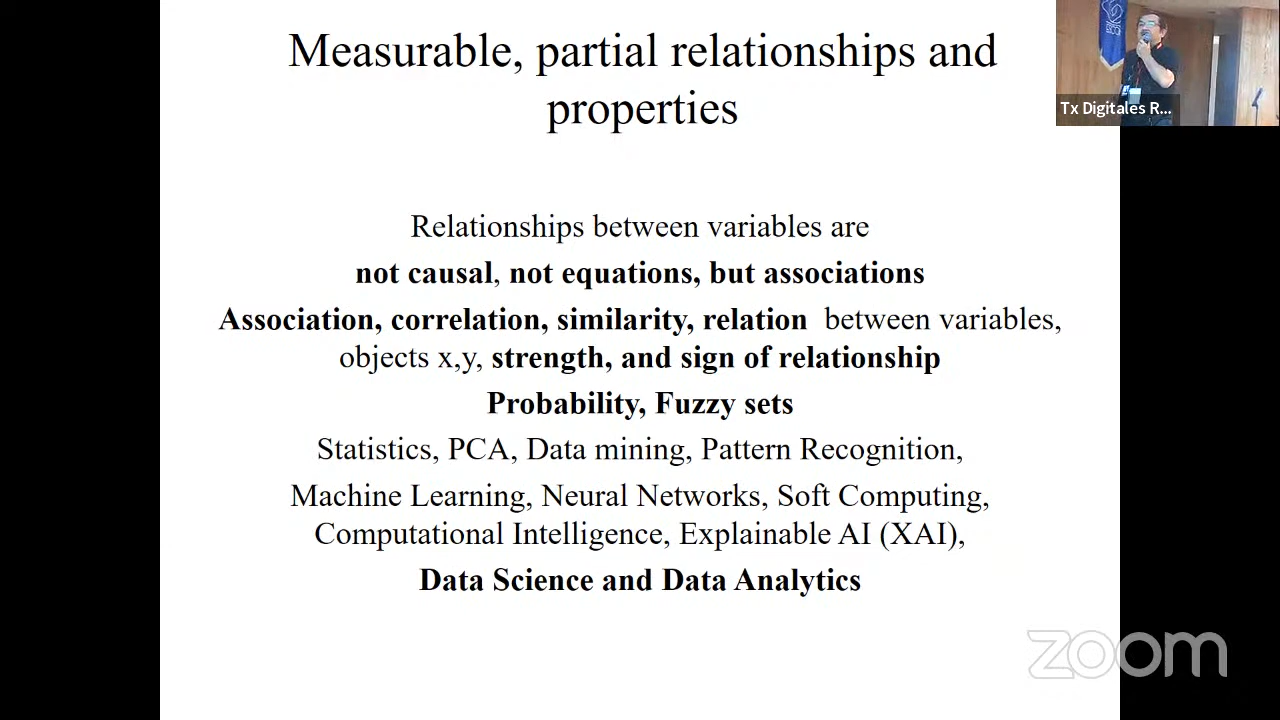 Measurable, partial relationships and
properties
Tx Digitales R...
Relationships between variables are
not causal, not equations, but associations
Association, correlation, similarity, relation between variables,
objects x,y, strength, and sign of relationship
Probability, Fuzzy sets
Statistics, PCA, Data mining, Pattern Recognition,
Machine Learning, Neural Networks, Soft Computing,
Computational Intelligence, Explainable AI (XAI),
Data Science and Data Analytics
zoom